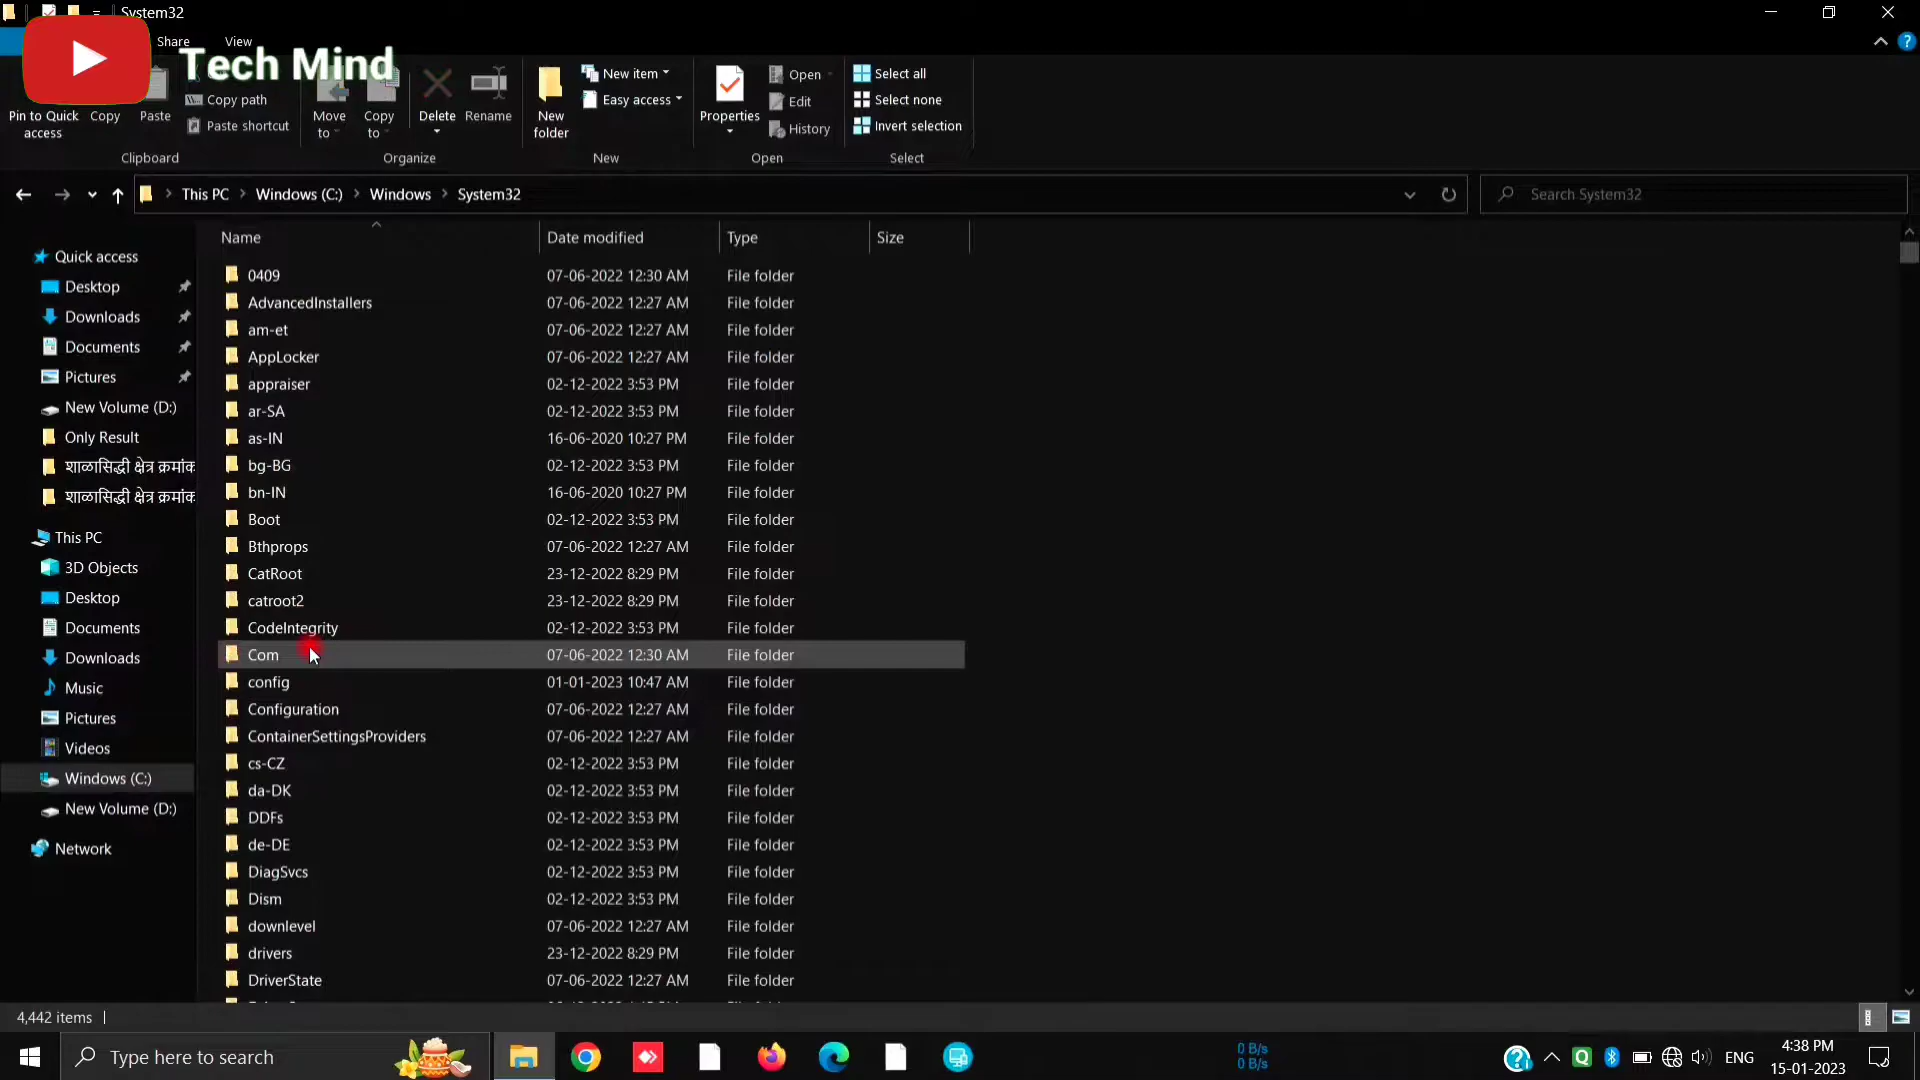 System32
Share View
Tech Mind
Pin to Quick access
Copy
Paste
Copy path
Paste shortcut
Move to
Copy to
Delete
Rename
New folder
New item
Easy access
Properties
Open
Edit
History
Select all
Select none
Invert selection
Clipboard Organize New Open Select
This PC Windows (C:) Windows System32
Search System32
Name Date modified Type Size
Quick access
Desktop
Downloads
Documents
Pictures
New Volume (D:)
Only Result
शाळासिद्धी क्षेत्र क्रमांक
शाळासिद्धी क्षेत्र क्रमांक
This PC
3D Objects
Desktop
Documents
Downloads
Music
Pictures
Videos
Windows (C:)
New Volume (D:)
Network
0409 07-06-2022 12:30 AM File folder
AdvancedInstallers 07-06-2022 12:27 AM File folder
am-et 07-06-2022 12:27 AM File folder
AppLocker 07-06-2022 12:27 AM File folder
appraiser 02-12-2022 3:53 PM File folder
ar-SA 02-12-2022 3:53 PM File folder
as-IN 16-06-2020 10:27 PM File folder
bg-BG 02-12-2022 3:53 PM File folder
bn-IN 16-06-2020 10:27 PM File folder
Boot 02-12-2022 3:53 PM File folder
Bthprops 07-06-2022 12:27 AM File folder
CatRoot 23-12-2022 8:29 PM File folder
catroot2 23-12-2022 8:29 PM File folder
CodeIntegrity 02-12-2022 3:53 PM File folder
Com 07-06-2022 12:30 AM File folder
config 01-01-2023 10:47 AM File folder
Configuration 07-06-2022 12:27 AM File folder
ContainerSettingsProviders 07-06-2022 12:27 AM File folder
cs-CZ 02-12-2022 3:53 PM File folder
da-DK 02-12-2022 3:53 PM File folder
DDFs 02-12-2022 3:53 PM File folder
de-DE 02-12-2022 3:53 PM File folder
DiagSvcs 02-12-2022 3:53 PM File folder
Dism 02-12-2022 3:53 PM File folder
downlevel 07-06-2022 12:27 AM File folder
drivers 23-12-2022 8:29 PM File folder
DriverState 07-06-2022 12:27 AM File folder
4,442 items
Type here to search
0 B/s
0 B/s
ENG
4:38 PM
15-01-2023